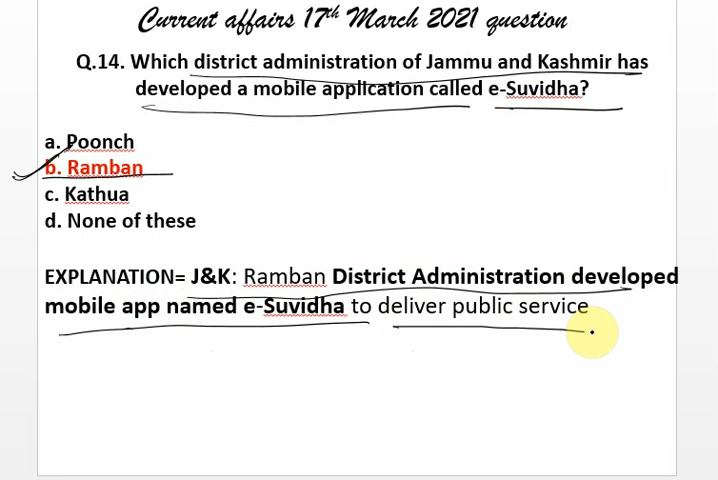 Current affairs 17th March 2021 question
Q.14. Which district administration of Jammu and Kashmir has
developed a mobile application called e-Suvidha?
a. Poonch
b. Ramban
c. Kathua
d. None of these
EXPLANATION= J&K: Ramban District Administration developed
mobile app named e-Suvidha to deliver public service